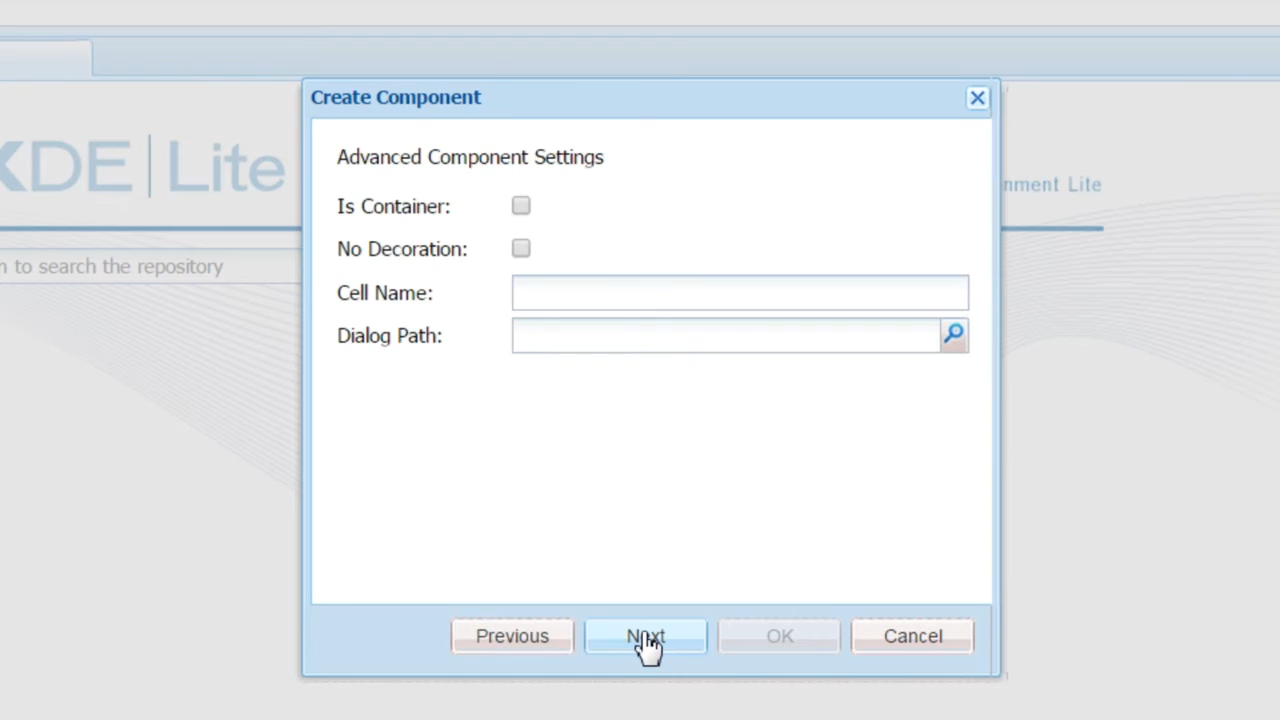 Create Component
XDE | Lite
nment Lite
m to search the repository
Advanced Component Settings
Is Container:
No Decoration:
Cell Name:
Dialog Path:
Previous
Next
OK
Cancel